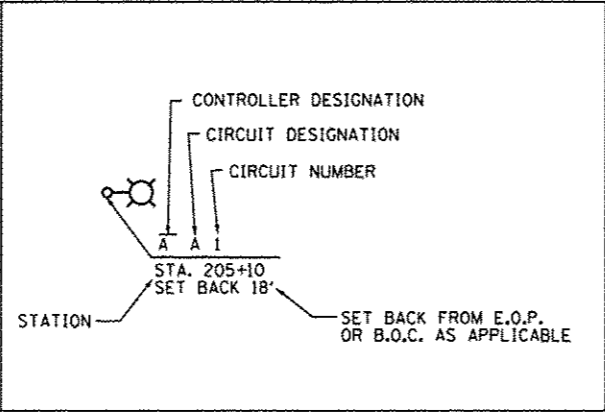 CONTROLLER DESIGNATION
CIRCUIT DESIGNATION
CIRCUIT NUMBER
A A 1
STA. 205+10
SET BACK 18'
STATION
SET BACK FROM E.O.P.
OR B.O.C. AS APPLICABLE